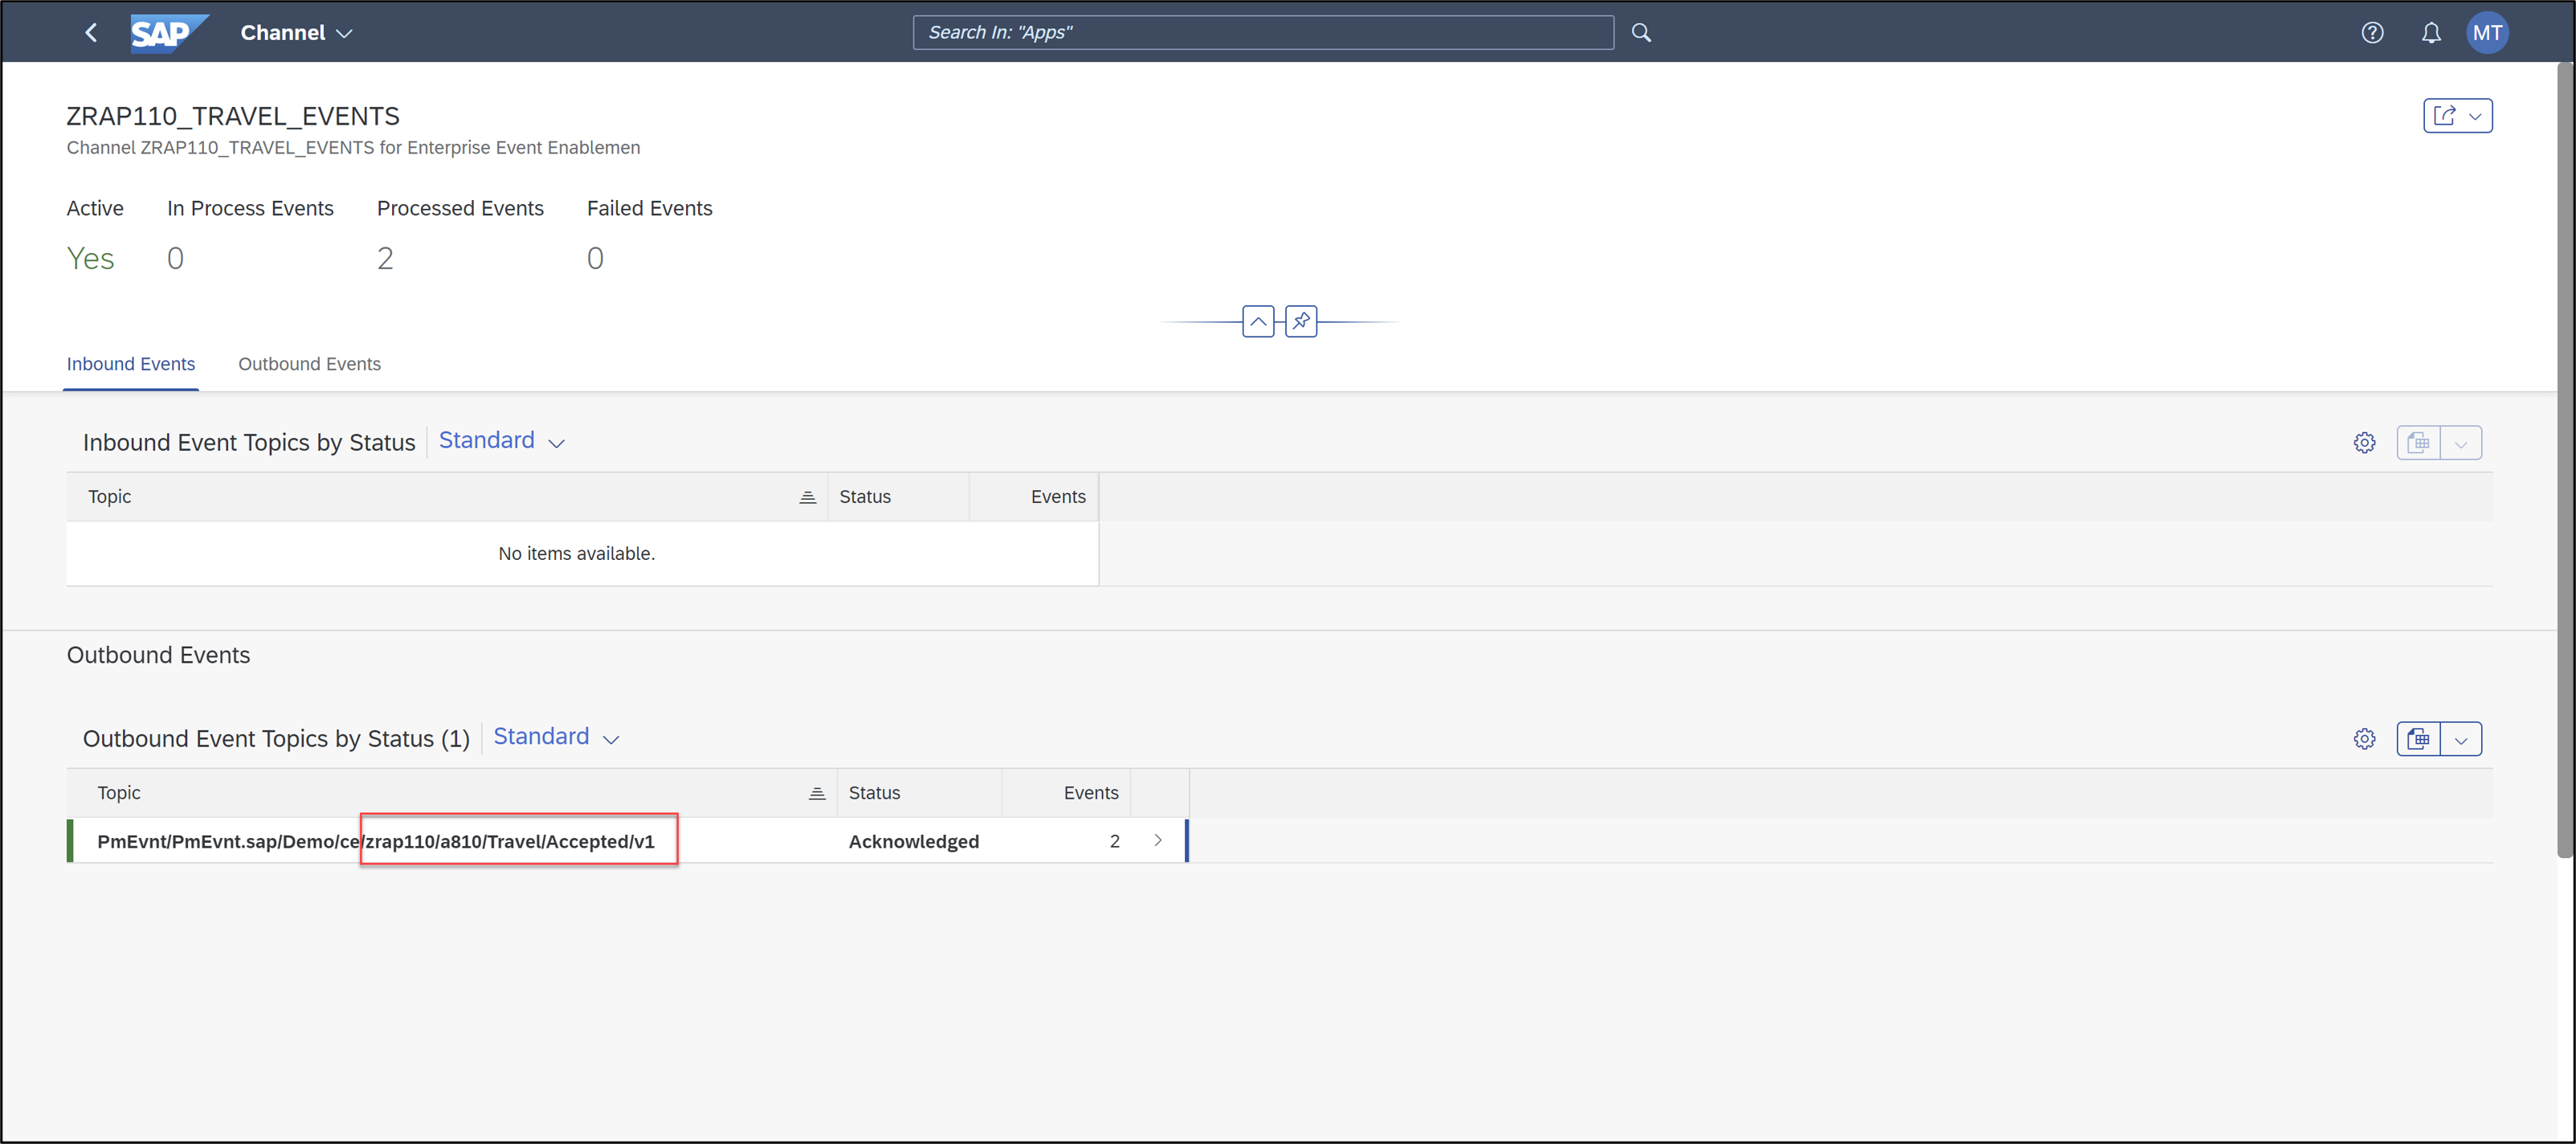 SAP Channel Search In: "Apps" MT
ZRAP110_TRAVEL_EVENTS
Channel ZRAP110_TRAVEL_EVENTS for Enterprise Event Enablemen
Active In Process Events Processed Events Failed Events
Yes 0 2 0
Inbound Events Outbound Events
Inbound Event Topics by Status Standard
Topic Status Events
No items available.
Outbound Events
Outbound Event Topics by Status (1) Standard
Topic Status Events
PmEvnt/PmEvnt.sap/Demo/ce/zrap110/a810/Travel/Accepted/v1 Acknowledged 2